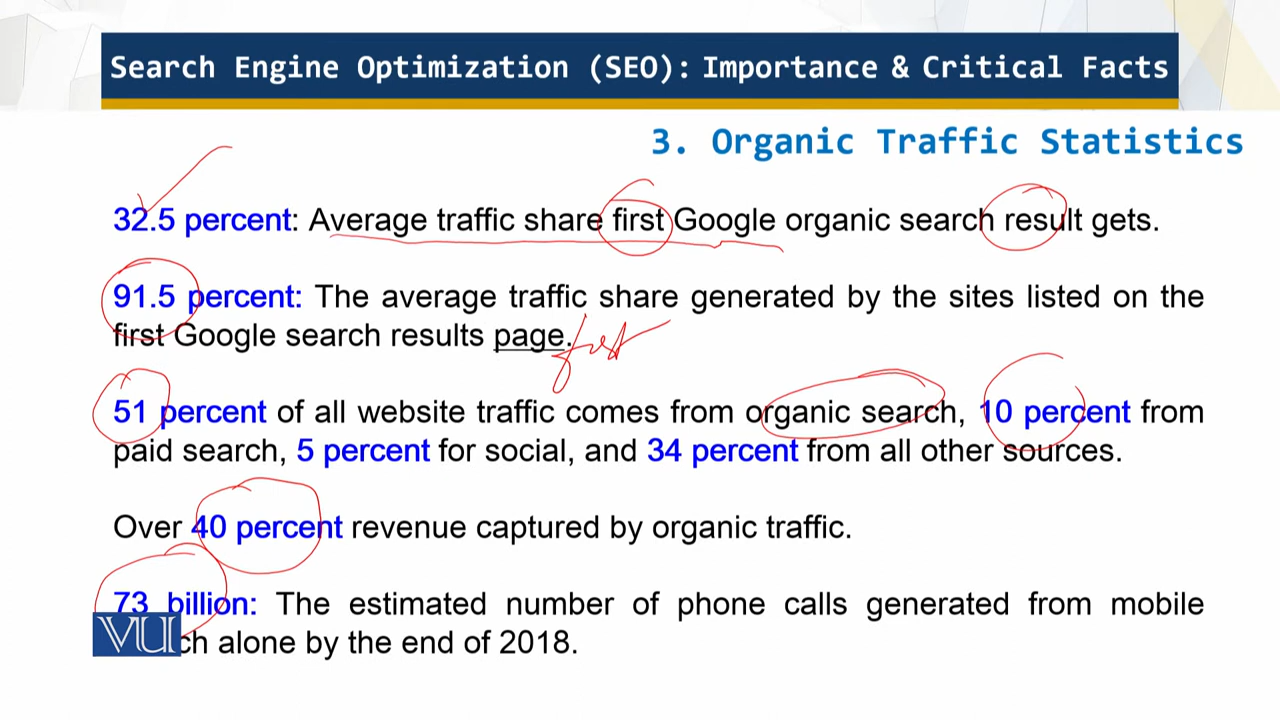 Search Engine Optimization (SEO): Importance & Critical Facts
3. Organic Traffic Statistics
32.5 percent: Average traffic share first Google organic search result gets.
91.5 percent: The average traffic share generated by the sites listed on the
first Google search results page.
first
51 percent of all website traffic comes from organic search, 10 percent from
paid search, 5 percent for social, and 34 percent from all other sources.
Over 40 percent revenue captured by organic traffic.
73 billion: The estimated number of phone calls generated from mobile
VU ch alone by the end of 2018.